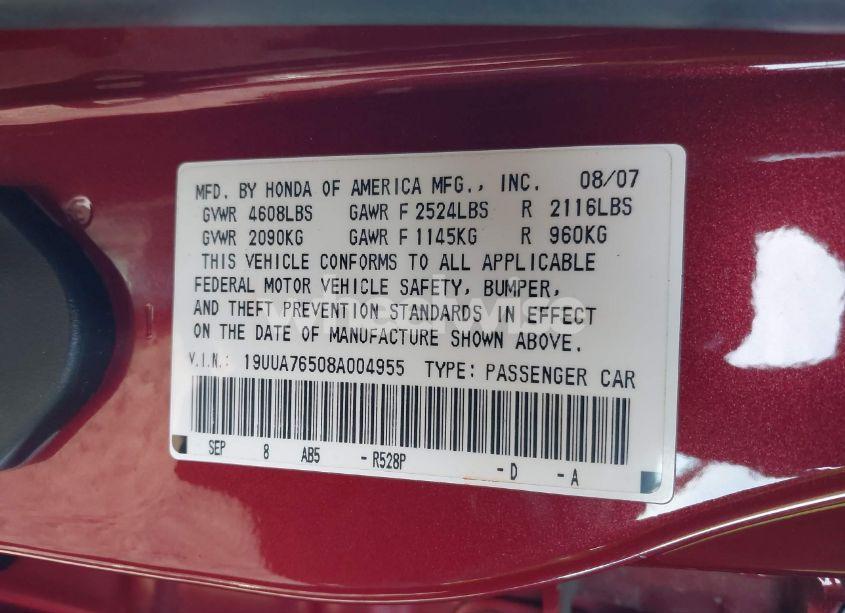 MFD. BY HONDA OF AMERICA MFG., INC. 08/07
GVWR 4608LBS GAWR F 2524LBS R 2116LBS
GVWR 2090KG GAWR F 1145KG R 960KG
THIS VEHICLE CONFORMS TO ALL APPLICABLE
FEDERAL MOTOR VEHICLE SAFETY, BUMPER,
AND THEFT PREVENTION STANDARDS IN EFFECT
ON THE DATE OF MANUFACTURE SHOWN ABOVE.
V.I.N.: 19UUA76508A004955 TYPE: PASSENGER CAR
SEP 8 AB5 - R528P - D - A